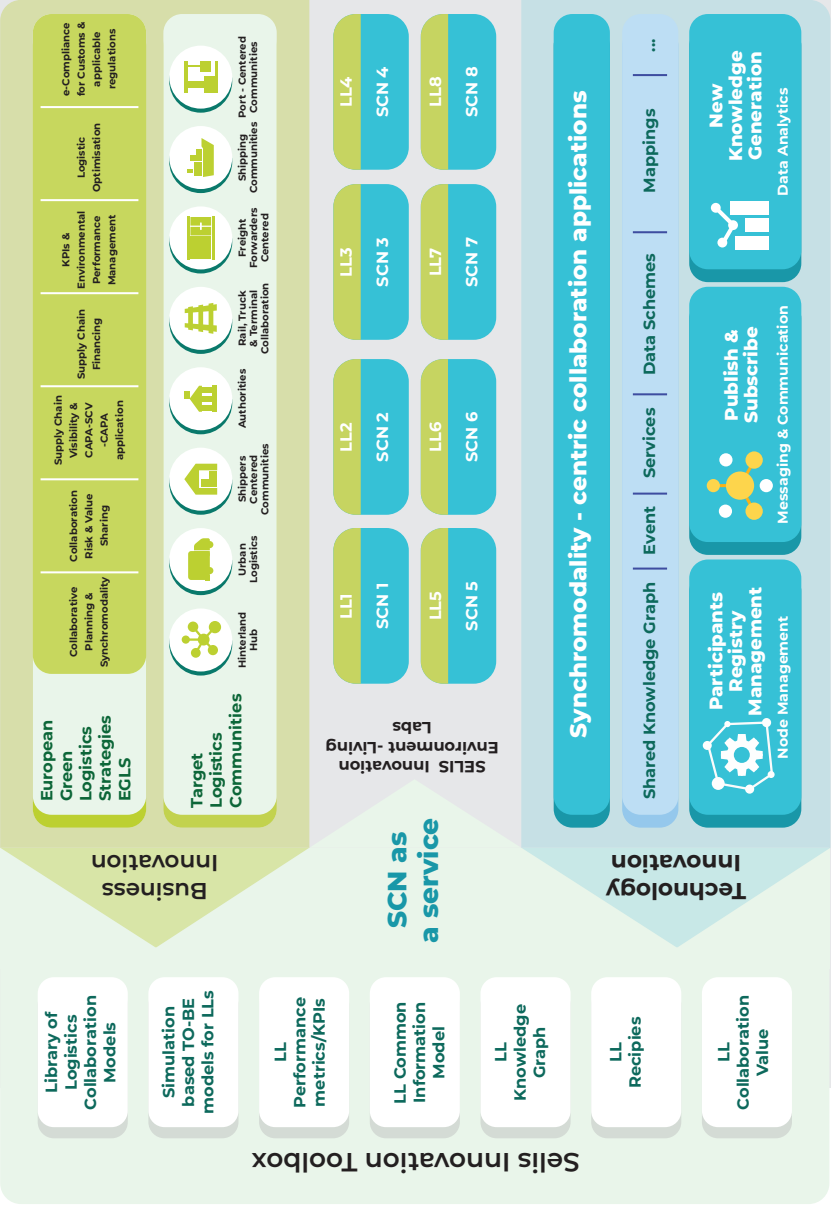 Business
Innovation
European
Green
Logistics
Strategies
EGLS
Collaborative
Planning &
Synchromodality
Collaboration
Risk & Value
Sharing
Supply Chain
Visibility &
CAPA-SCV
-CAPA
application
Supply Chain
Financing
KPIs &
Environmental
Performance
Management
Logistic
Optimisation
e-Compliance
for Customs &
applicable
regulations
Target
Logistics
Communities
Hinterland
Hub
Urban
Logistics
Shippers
Centered
Communities
Authorities
Rail, Truck
& Terminal
Collaboration
Freight
Forwarders
Centered
Shipping
Communities
Port - Centered
Communities
SCN as
a service
SELIS Innovation
Environment -Living
Labs
LL1
SCN 1
LL2
SCN 2
LL3
SCN 3
LL4
SCN 4
LL5
SCN 5
LL6
SCN 6
LL7
SCN 7
LL8
SCN 8
Technology
Innovation
Synchromodality - centric collaboration applications
Shared Knowledge Graph
Event
Services
Data Schemes
Mappings
...
Participants
Registry
Management
Node Management
Publish &
Subscribe
Messaging & Communication
New
Knowledge
Generation
Data Analytics
Selis Innovation Toolbox
Library of
Logistics
Collaboration
Models
Simulation
based TO-BE
models for LLs
LL
Performance
metrics/KPIs
LL Common
Information
Model
LL
Knowledge
Graph
LL
Recipies
LL
Collaboration
Value